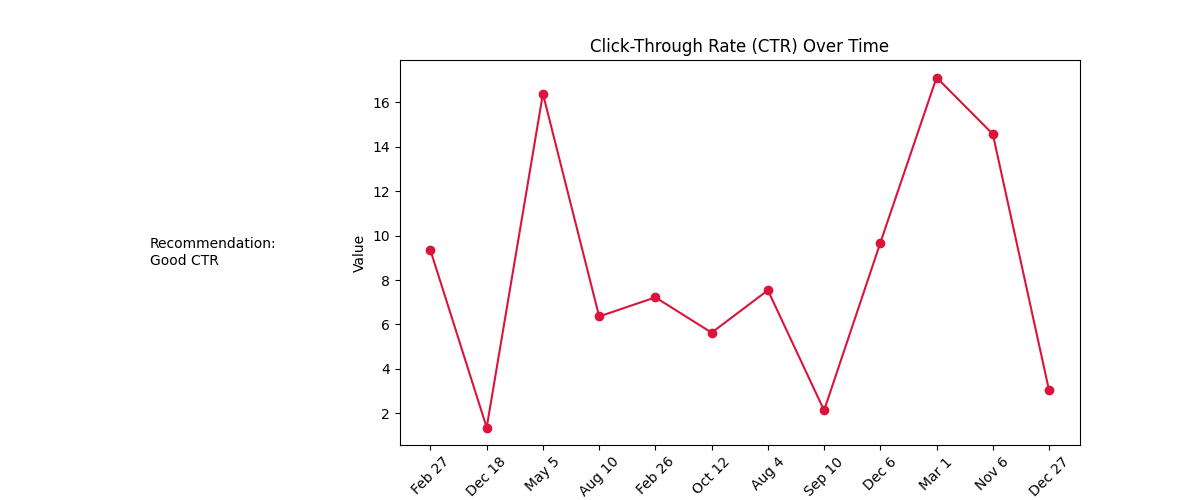 Click-Through Rate (CTR) Over Time
Recommendation:
Good CTR
Value
16
14
12
10
8
6
4
2
Feb 27
Dec 18
May 5
Aug 10
Feb 26
Oct 12
Aug 4
Sep 10
Dec 6
Mar 1
Nov 6
Dec 27